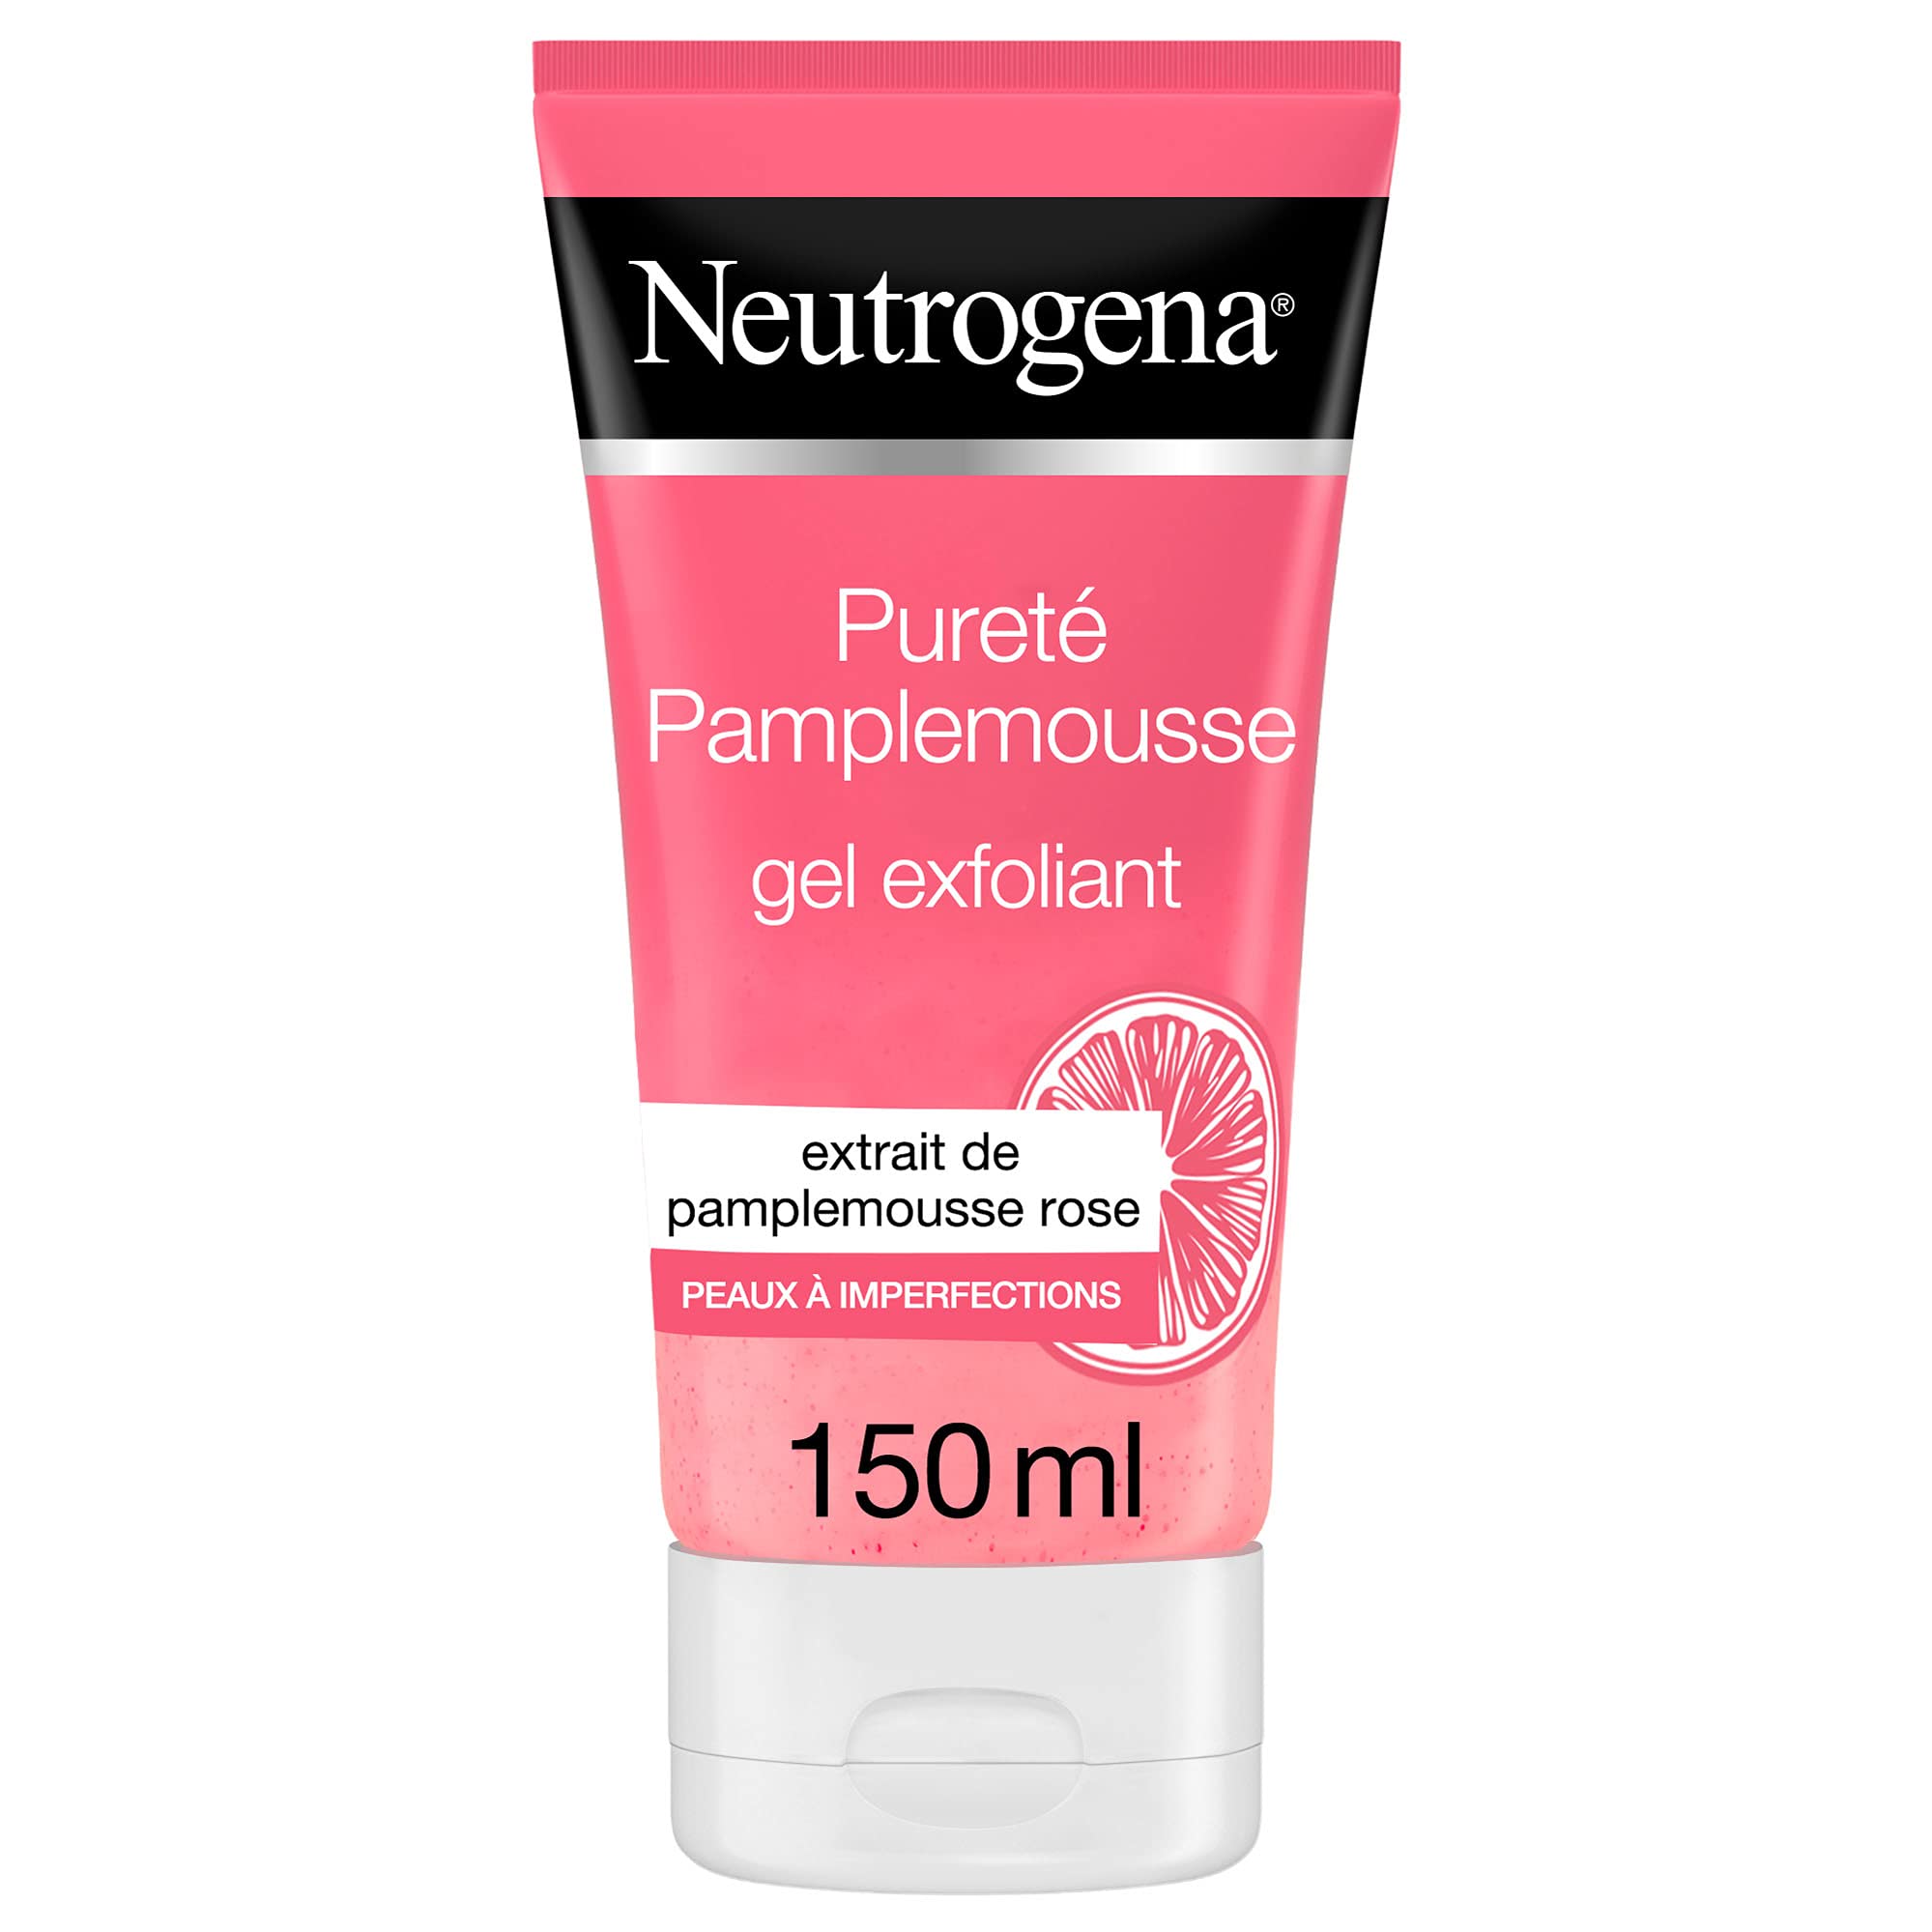 Neutrogena®
Pureté
Pamplemousse
gel exfoliant
extrait de
pamplemousse rose
PEAUX À IMPERFECTIONS
150 ml